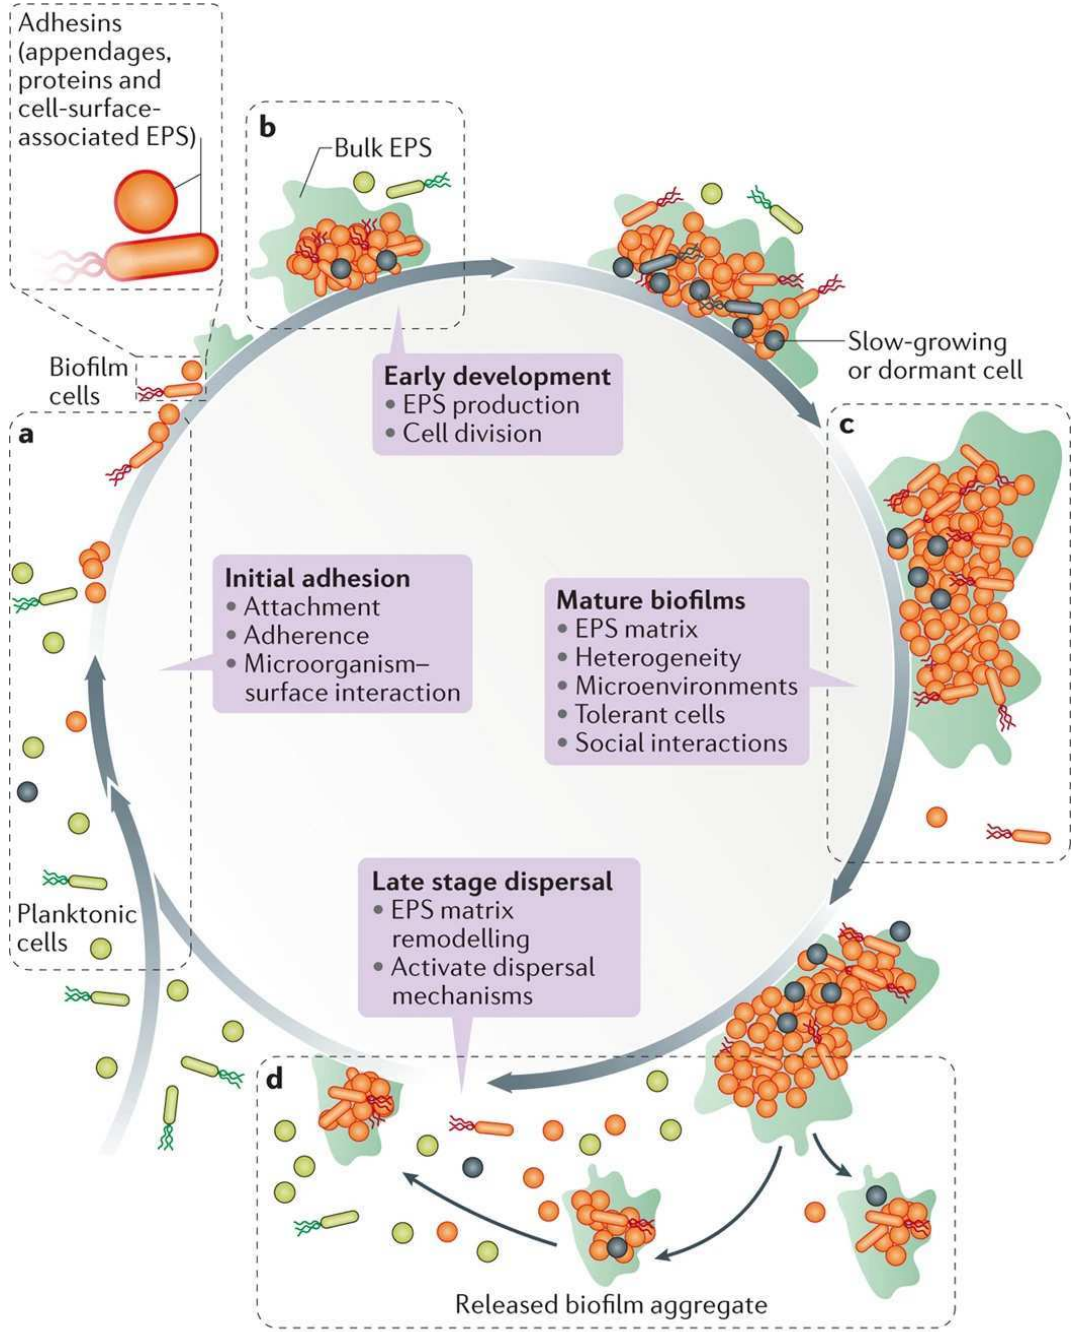 Adhesins
(appendages,
proteins and
cell-surface-
associated EPS)
b
Bulk EPS
Slow-growing
or dormant cell
Biofilm
cells
Early development
• EPS production
• Cell division
a
c
Initial adhesion
• Attachment
• Adherence
• Microorganism–
surface interaction
Mature biofilms
• EPS matrix
• Heterogeneity
• Microenvironments
• Tolerant cells
• Social interactions
Planktonic
cells
Late stage dispersal
• EPS matrix
remodelling
• Activate dispersal
mechanisms
d
Released biofilm aggregate